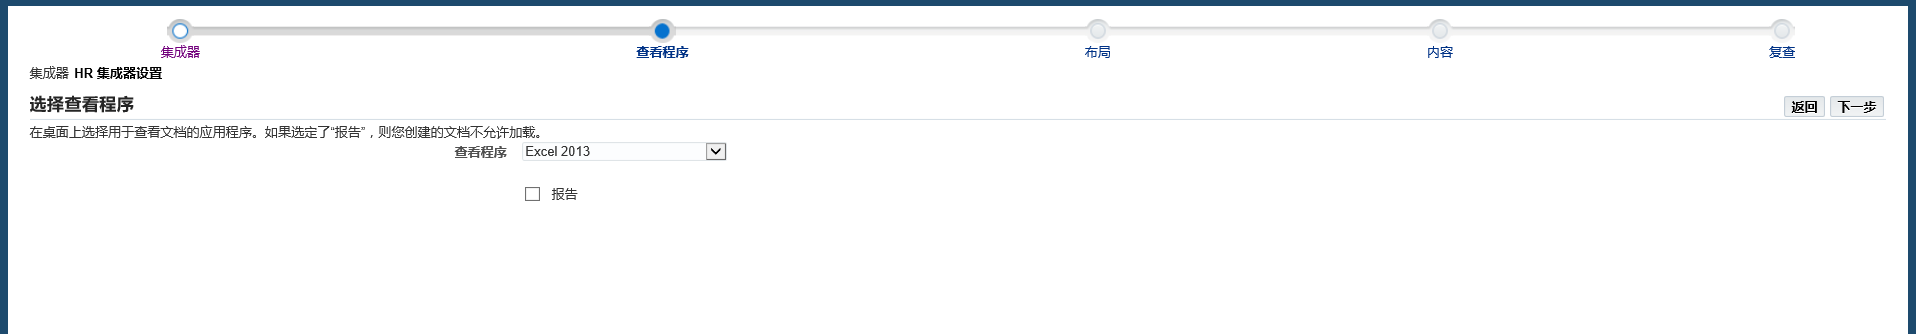 集成器 查看程序 布局 内容 复查
集成器 HR 集成器设置
选择查看程序 返回 下一步
在桌面上选择用于查看文档的应用程序。如果选定了“报告”，则您创建的文档不允许加载。
查看程序 Excel 2013
报告